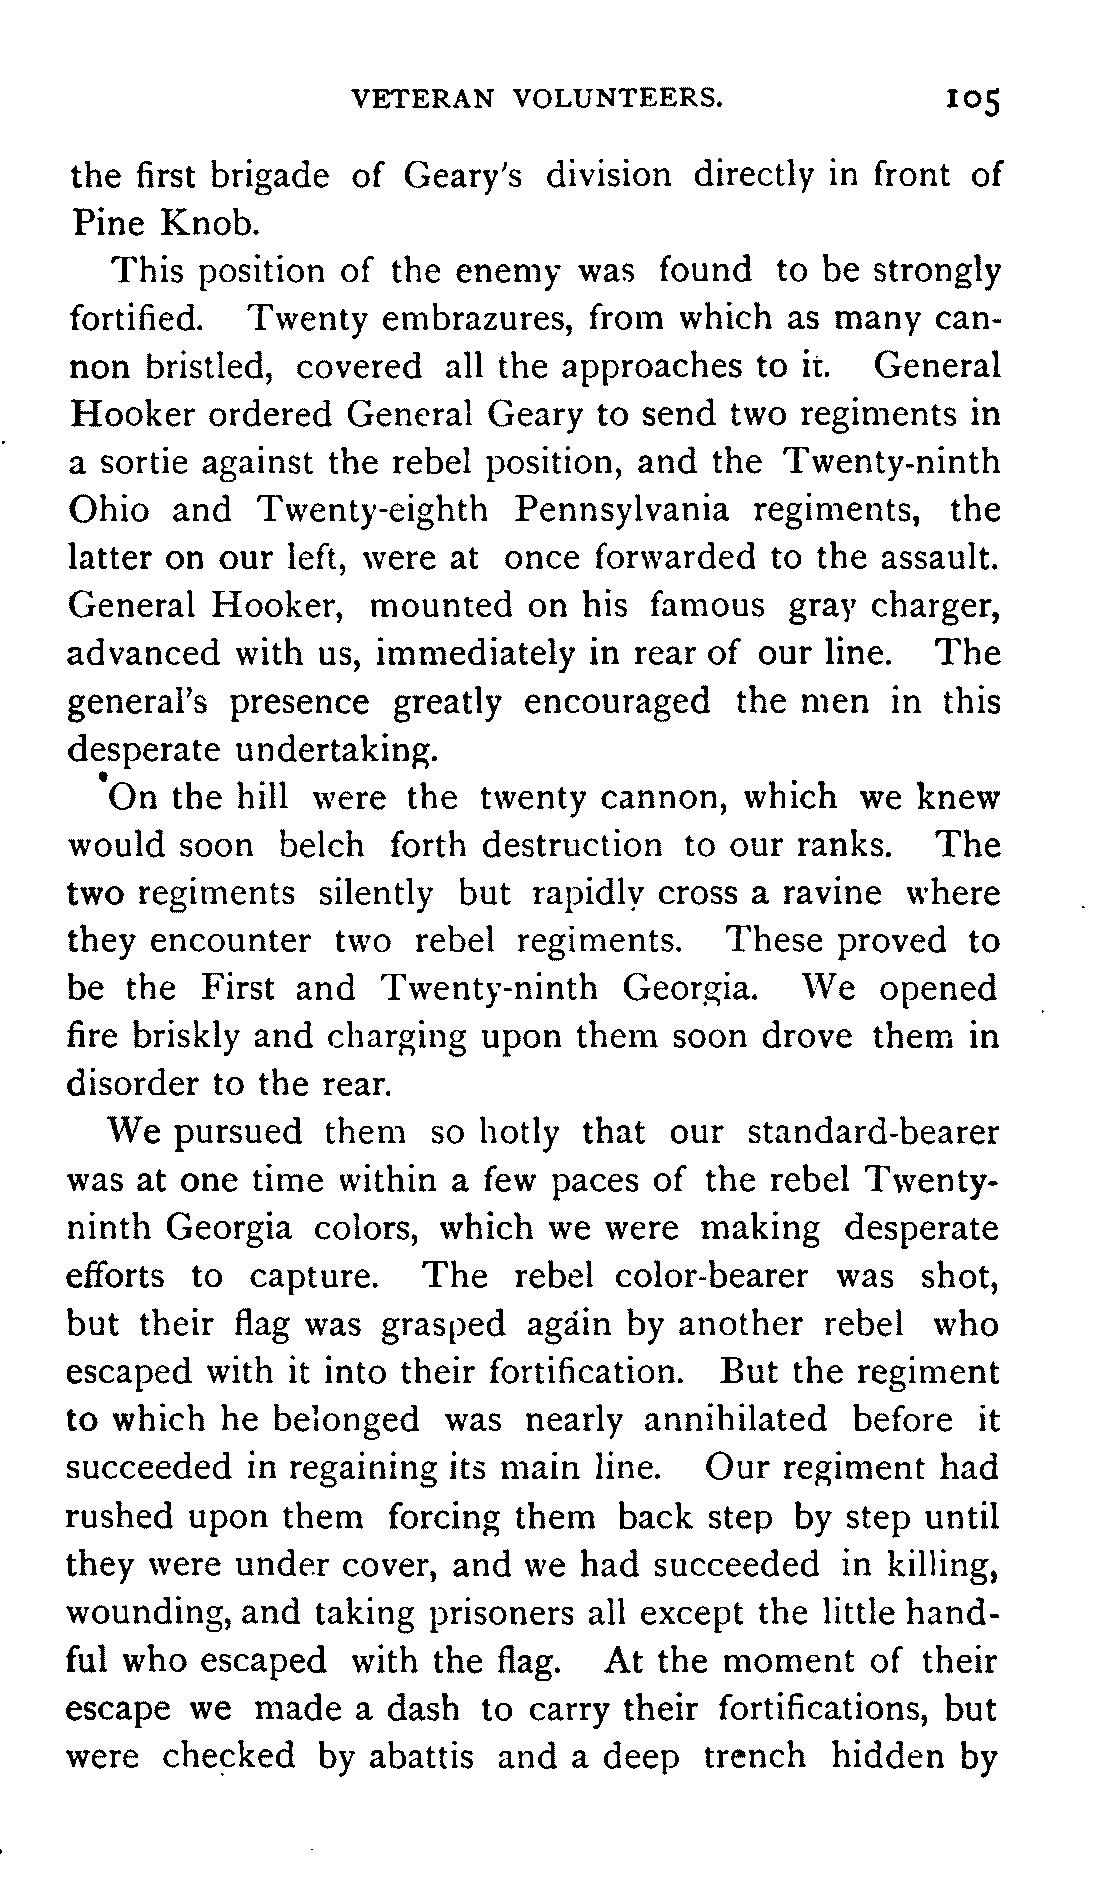 VETERAN VOLUNTEERS. 105
the first brigade of Geary's division directly in front of
Pine Knob.
This position of the enemy was found to be strongly
fortified. Twenty embrazures, from which as many can-
non bristled, covered all the approaches to it. General
Hooker ordered General Geary to send two regiments in
a sortie against the rebel position, and the Twenty-ninth
Ohio and Twenty-eighth Pennsylvania regiments, the
latter on our left, were at once forwarded to the assault.
General Hooker, mounted on his famous gray charger,
advanced with us, immediately in rear of our line. The
general's presence greatly encouraged the men in this
desperate undertaking.
On the hill were the twenty cannon, which we knew
would soon belch forth destruction to our ranks. The
two regiments silently but rapidly cross a ravine where
they encounter two rebel regiments. These proved to
be the First and Twenty-ninth Georgia. We opened
fire briskly and charging upon them soon drove them in
disorder to the rear.
We pursued them so hotly that our standard-bearer
was at one time within a few paces of the rebel Twenty-
ninth Georgia colors, which we were making desperate
efforts to capture. The rebel color-bearer was shot,
but their flag was grasped again by another rebel who
escaped with it into their fortification. But the regiment
to which he belonged was nearly annihilated before it
succeeded in regaining its main line. Our regiment had
rushed upon them forcing them back step by step until
they were under cover, and we had succeeded in killing,
wounding, and taking prisoners all except the little hand-
ful who escaped with the flag. At the moment of their
escape we made a dash to carry their fortifications, but
were checked by abattis and a deep trench hidden by